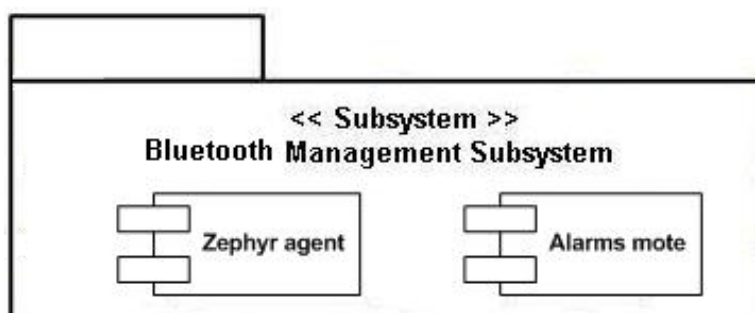 << Subsystem >>
Bluetooth Management Subsystem
Zephyr agent
Alarms mote